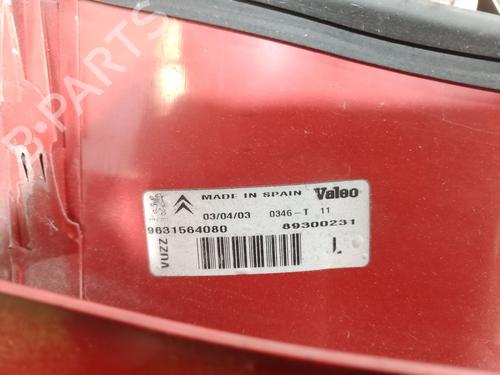 B-PARTS
MADE IN SPAIN Valeo
03/04/03 0346-T 11
9631564080 89300231
VUZZ
L